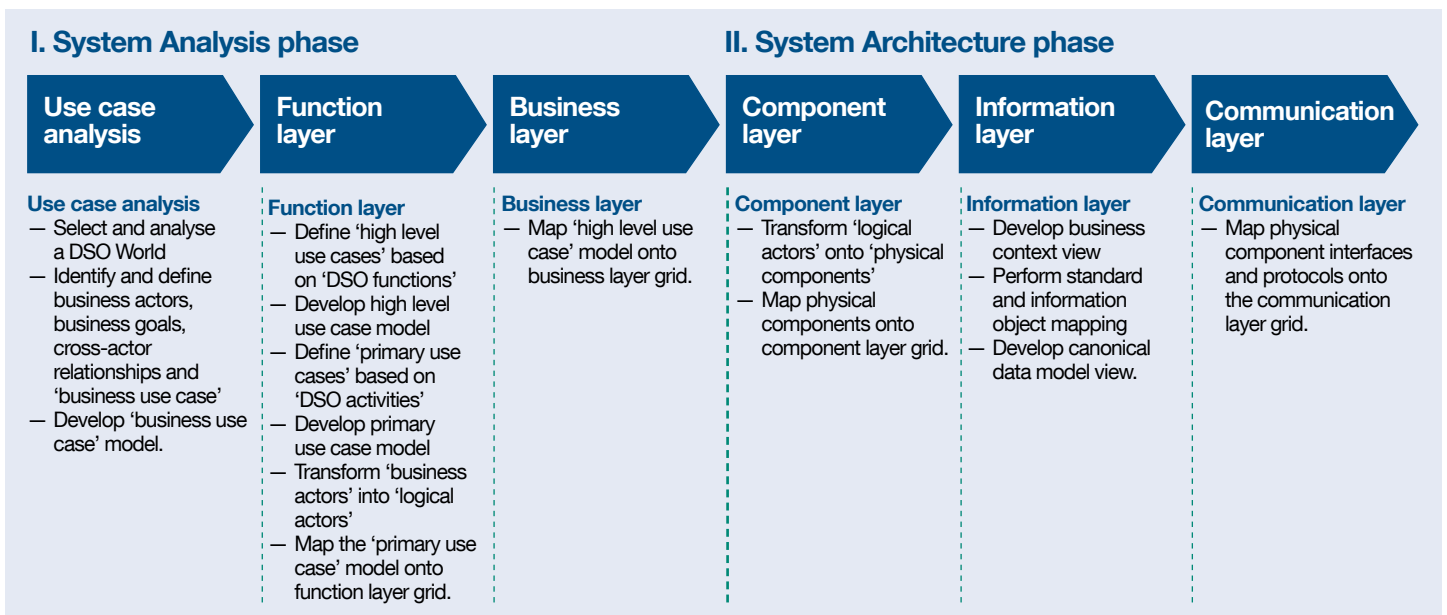 I. System Analysis phase
II. System Architecture phase
Use case
analysis
Function
layer
Business
layer
Component
layer
Information
layer
Communication
layer
Use case analysis
— Select and analyse
a DSO World
— Identify and define
business actors,
business goals,
cross-actor
relationships and
‘business use case’
— Develop ‘business use
case’ model.
Function layer
— Define ‘high level
use cases’ based
on ‘DSO functions’
— Develop high level
use case model
— Define ‘primary use
cases’ based on
‘DSO activities’
— Develop primary
use case model
— Transform ‘business
actors’ into ‘logical
actors’
— Map the ‘primary use
case’ model onto
function layer grid.
Business layer
— Map ‘high level use
case’ model onto
business layer grid.
Component layer
— Transform ‘logical
actors’ onto ‘physical
components’
— Map physical
components onto
component layer grid.
Information layer
— Develop business
context view
— Perform standard
and information
object mapping
— Develop canonical
data model view.
Communication layer
— Map physical
component interfaces
and protocols onto
the communication
layer grid.